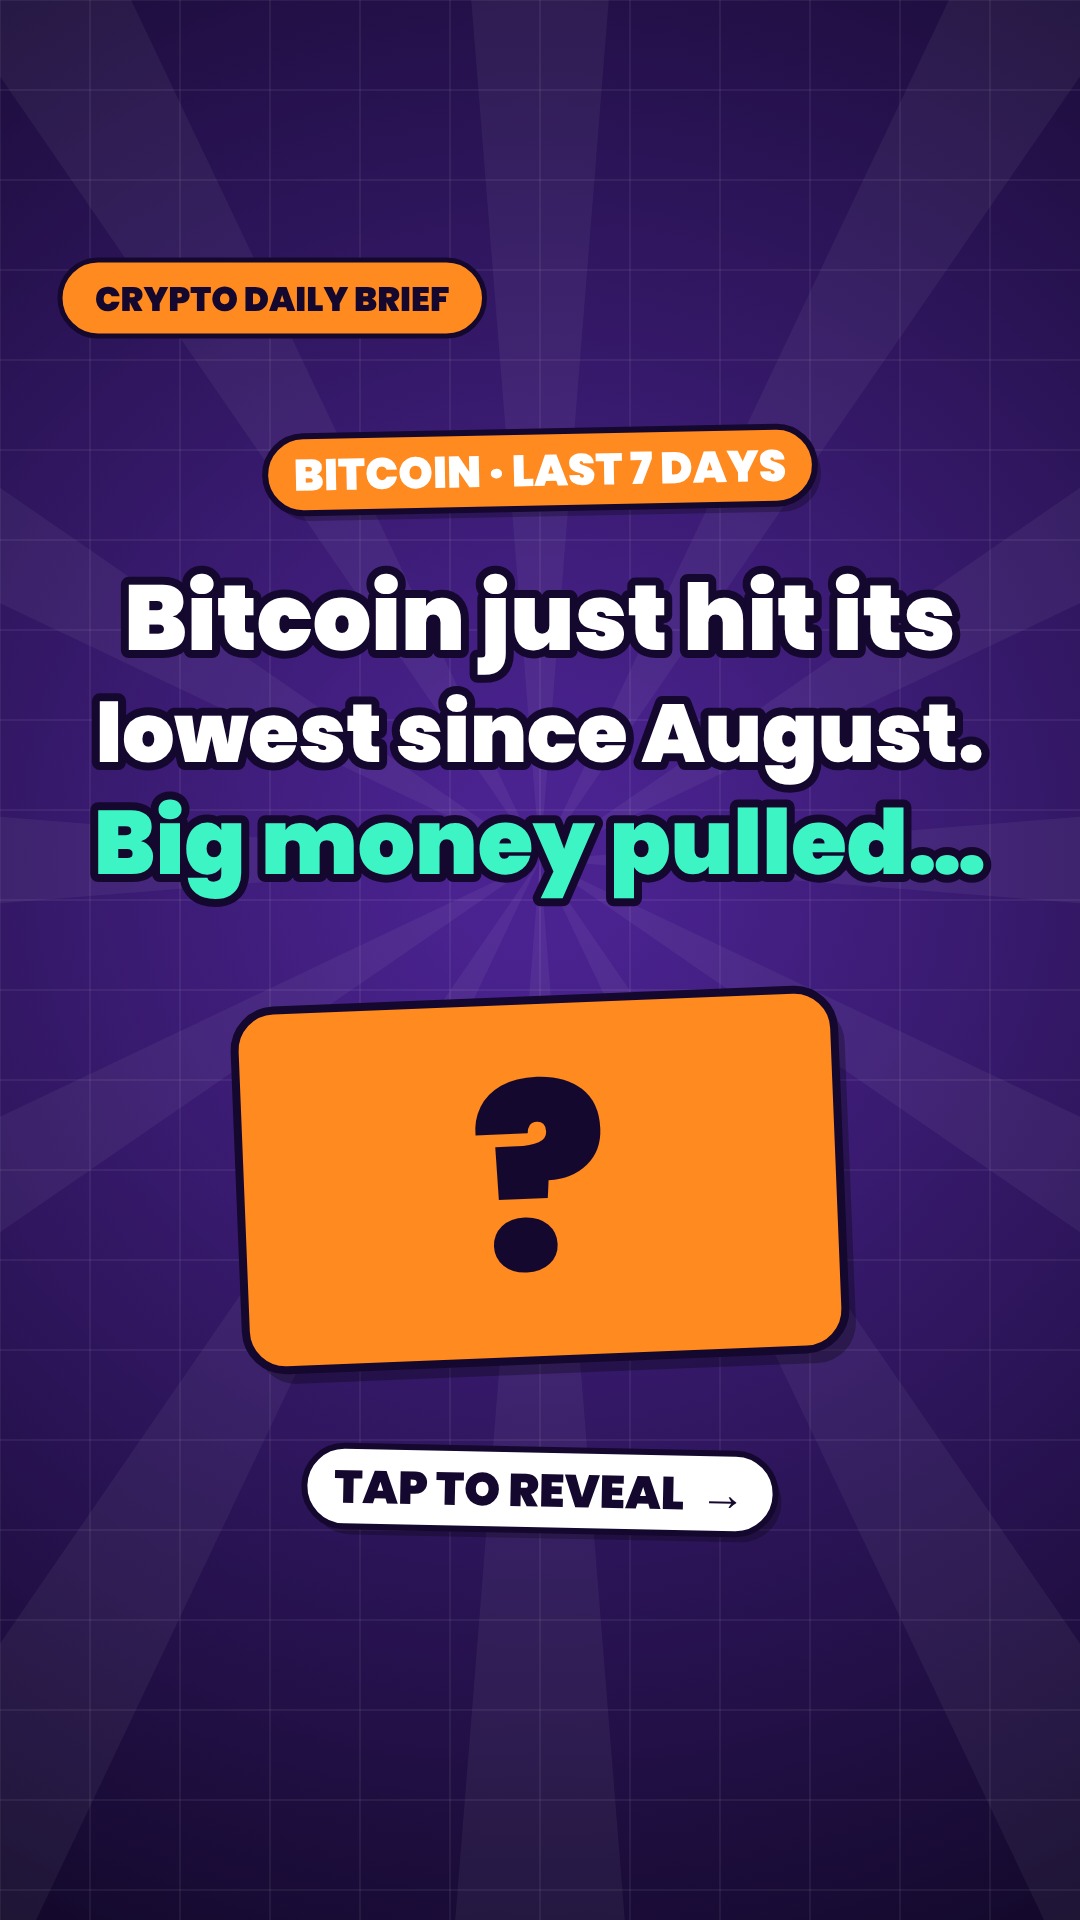 CRYPTO DAILY BRIEF
BITCOIN · LAST 7 DAYS
Bitcoin just hit its
lowest since August.
Big money pulled...
?
TAP TO REVEAL →